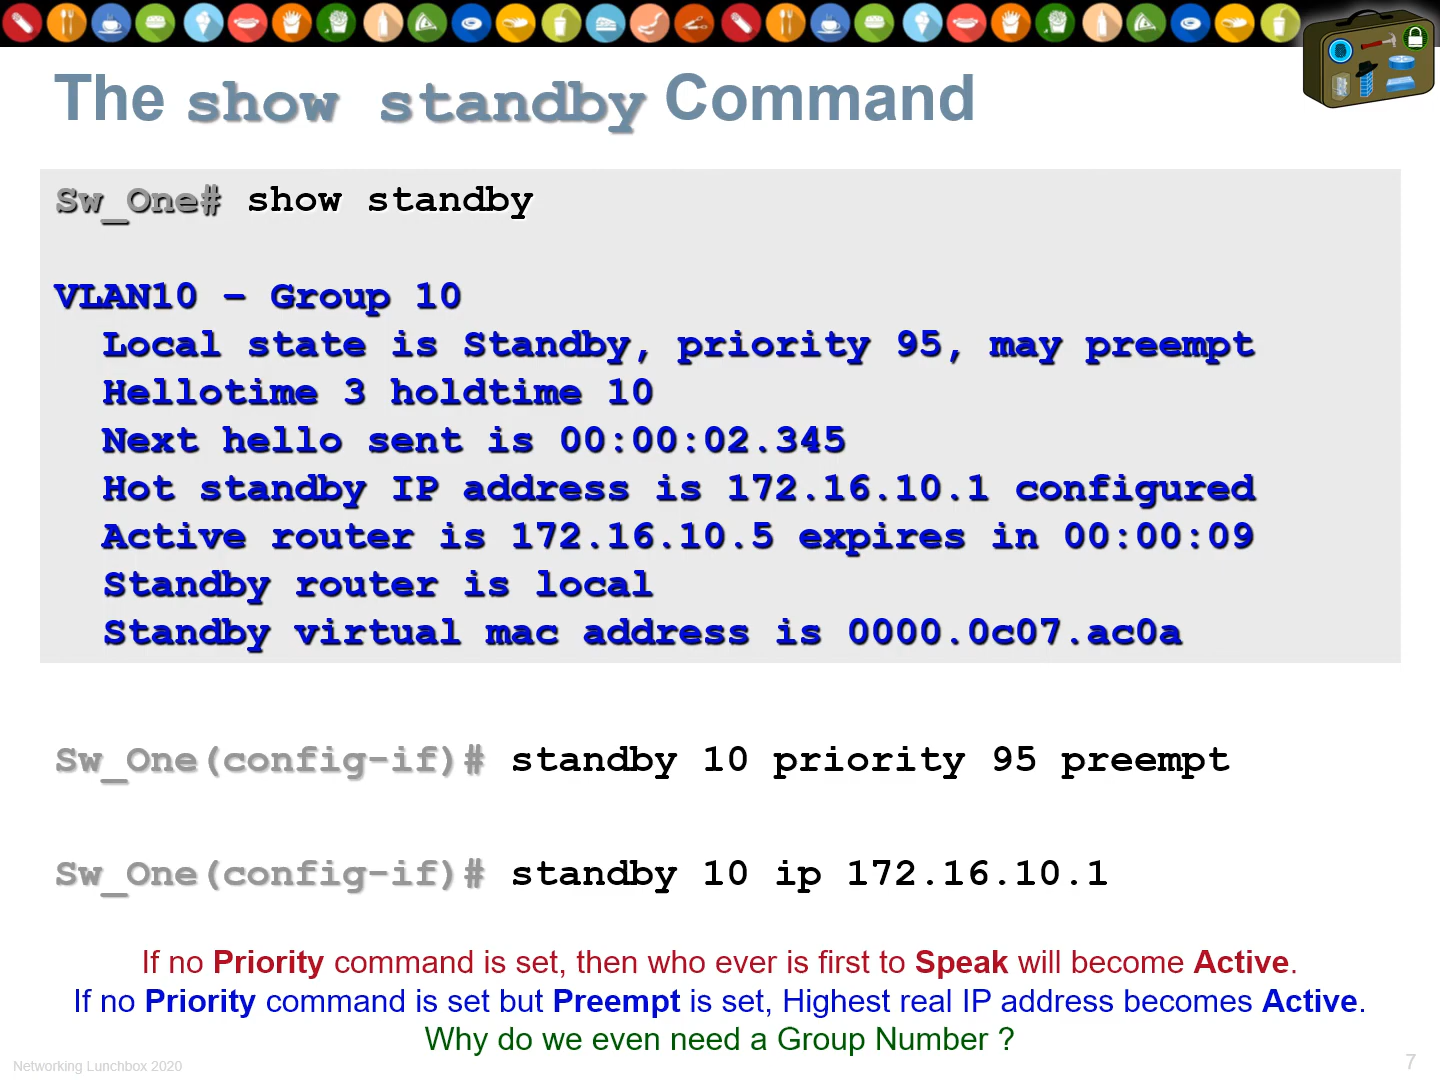 The show standby Command
Sw_One# show standby
VLAN10 – Group 10
Local state is Standby, priority 95, may preempt
Hellotime 3 holdtime 10
Next hello sent is 00:00:02.345
Hot standby IP address is 172.16.10.1 configured
Active router is 172.16.10.5 expires in 00:00:09
Standby router is local
Standby virtual mac address is 0000.0c07.ac0a
Sw_One(config-if)# standby 10 priority 95 preempt
Sw_One(config-if)# standby 10 ip 172.16.10.1
If no Priority command is set, then who ever is first to Speak will become Active.
If no Priority command is set but Preempt is set, Highest real IP address becomes Active.
Why do we even need a Group Number ?
Networking Lunchbox 2020
7